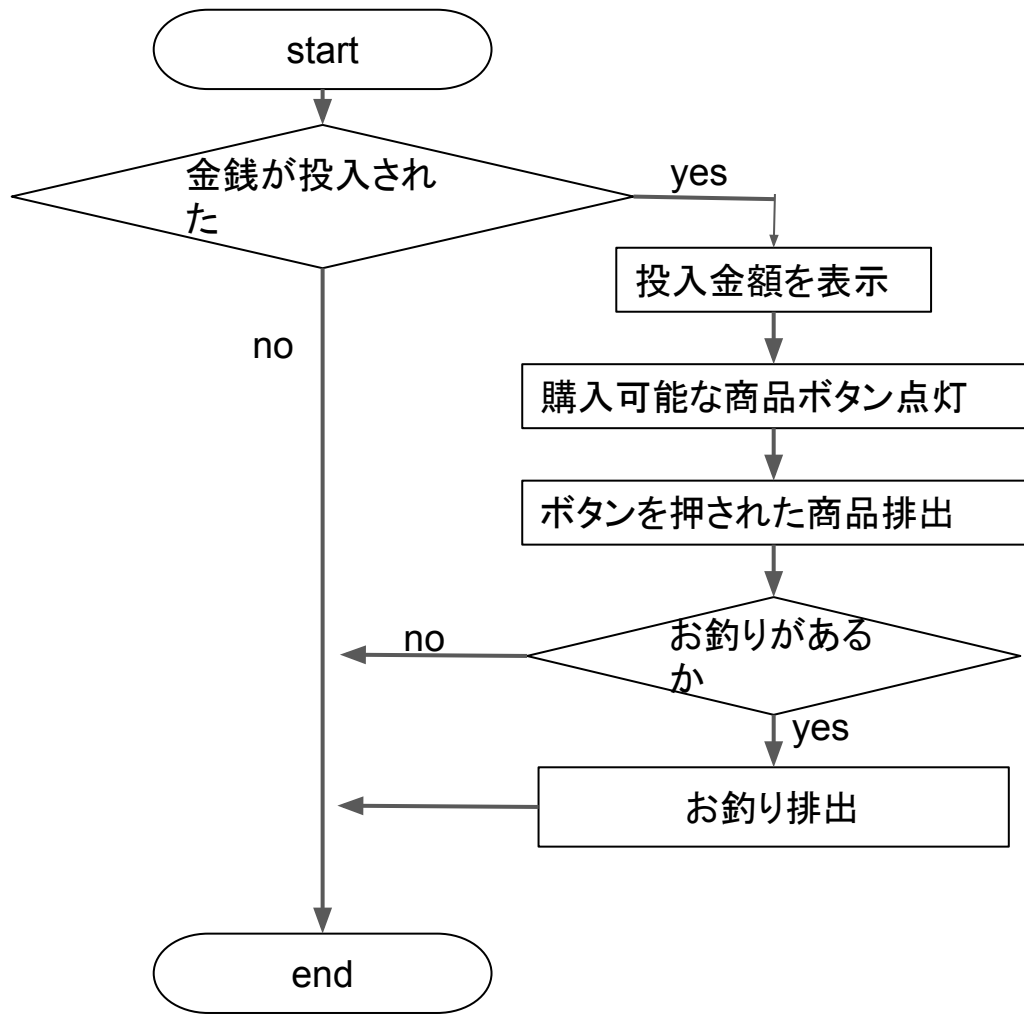 start
金銭が投入され
た
yes
投入金額を表示
no
購入可能な商品ボタン点灯
ボタンを押された商品排出
お釣りがある
か
no
yes
お釣り排出
end